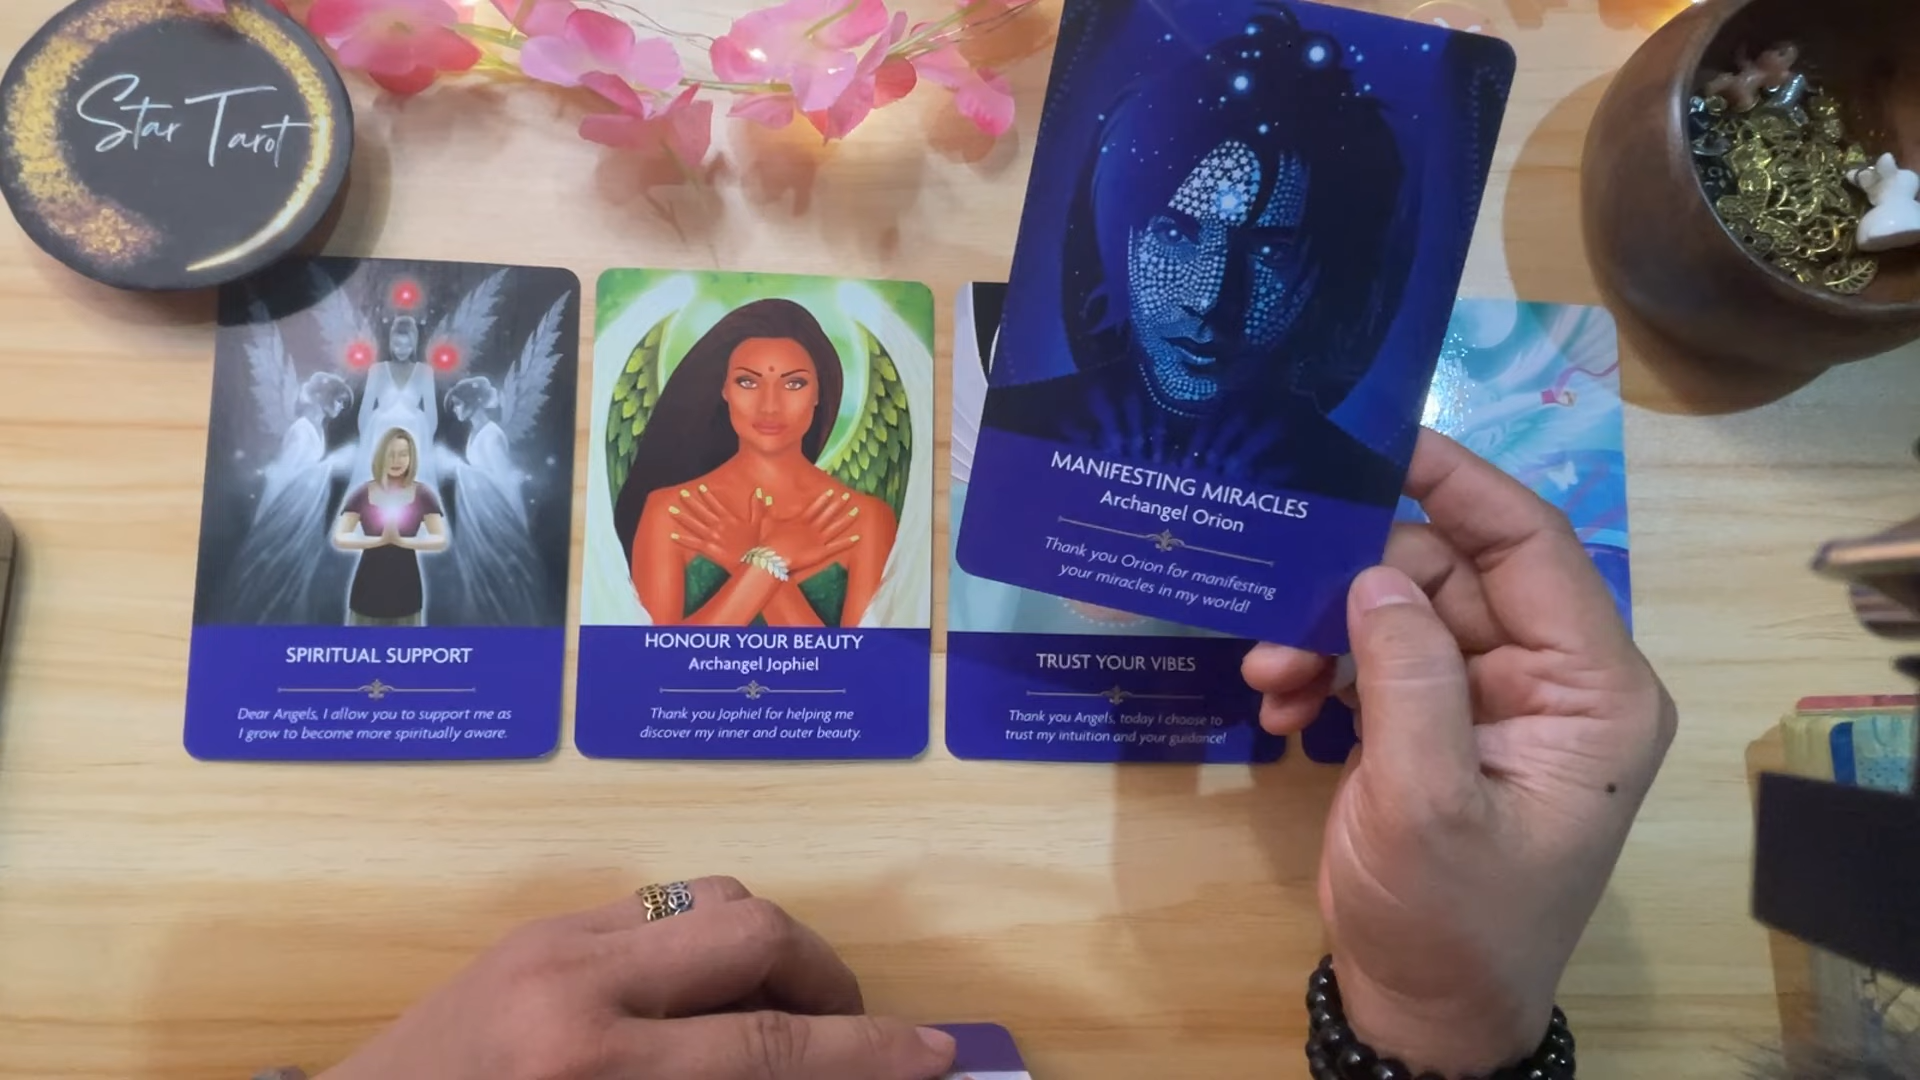 Star Tarot
SPIRITUAL SUPPORT
Dear Angels, I allow you to support me as
I grow to become more spiritually aware.
HONOUR YOUR BEAUTY
Archangel Jophiel
Thank you Jophiel for helping me
discover my inner and outer beauty.
TRUST YOUR VIBES
Thank you Angels, today I choose to
trust my intuition and your guidance!
MANIFESTING MIRACLES
Archangel Orion
Thank you Orion for manifesting
your miracles in my world!